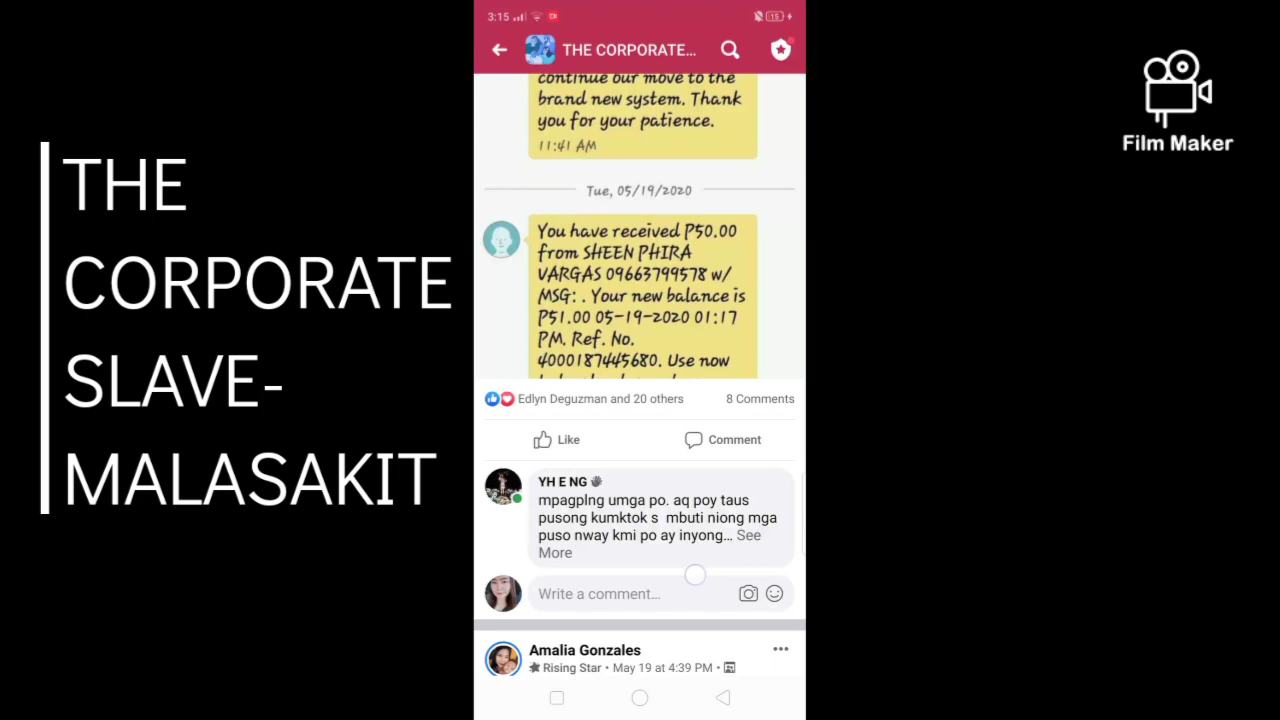 THE
CORPORATE
SLAVE-
MALASAKIT
Film Maker
3:15
15
THE CORPORATE...
continue our move to the
brand new system. Thank
you for your patience.
11:41 AM
Tue, 05/19/2020
You have received P50.00
from SHEEN PHIRA
VARGAS 09663799578 w/
MSG: . Your new balance is
P51.00 05-19-2020 01:17
PM. Ref. No.
4000187445680. Use now
Edlyn Deguzman and 20 others
8 Comments
Like
Comment
YH E NG
mpagplng umga po. aq poy taus
pusong kumktok s mbuti niong mga
puso nway kmi po ay inyong... See
More
Write a comment...
Amalia Gonzales
Rising Star • May 19 at 4:39 PM •